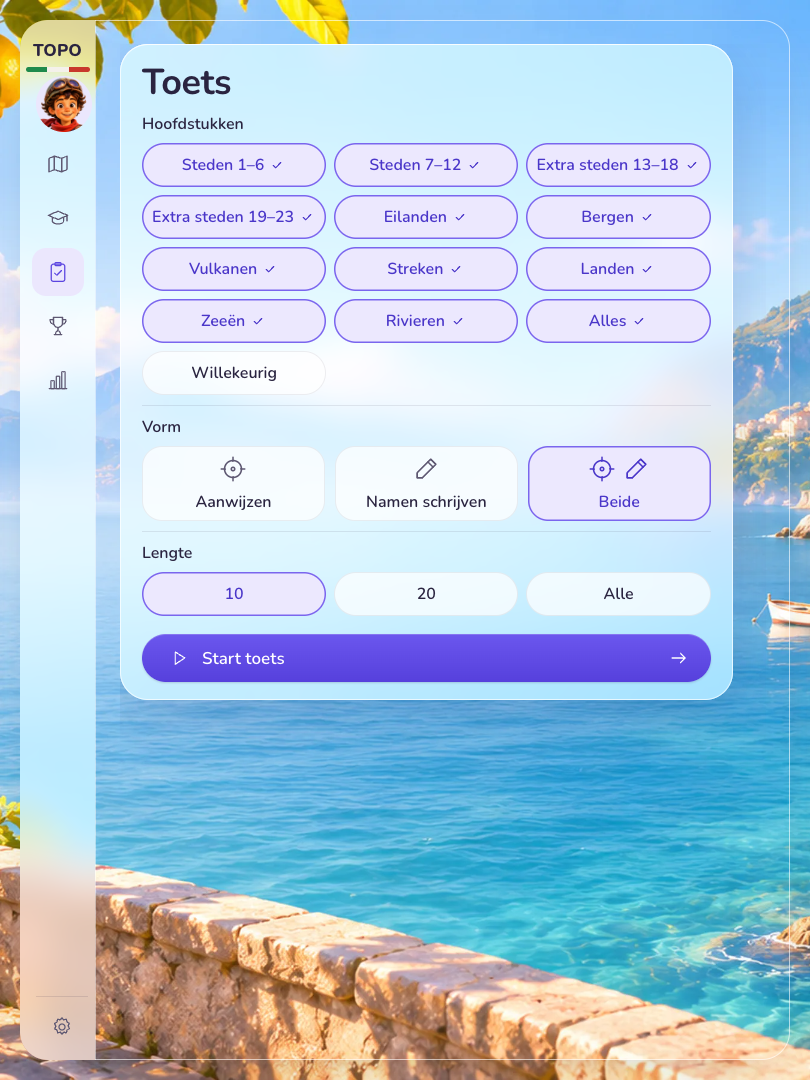 TOPO
Toets
Hoofdstukken
Steden 1–6
Steden 7–12
Extra steden 13–18
Extra steden 19–23
Eilanden
Bergen
Vulkanen
Streken
Landen
Zeeën
Rivieren
Alles
Willekeurig
Vorm
Aanwijzen
Namen schrijven
Beide
Lengte
10
20
Alle
Start toets